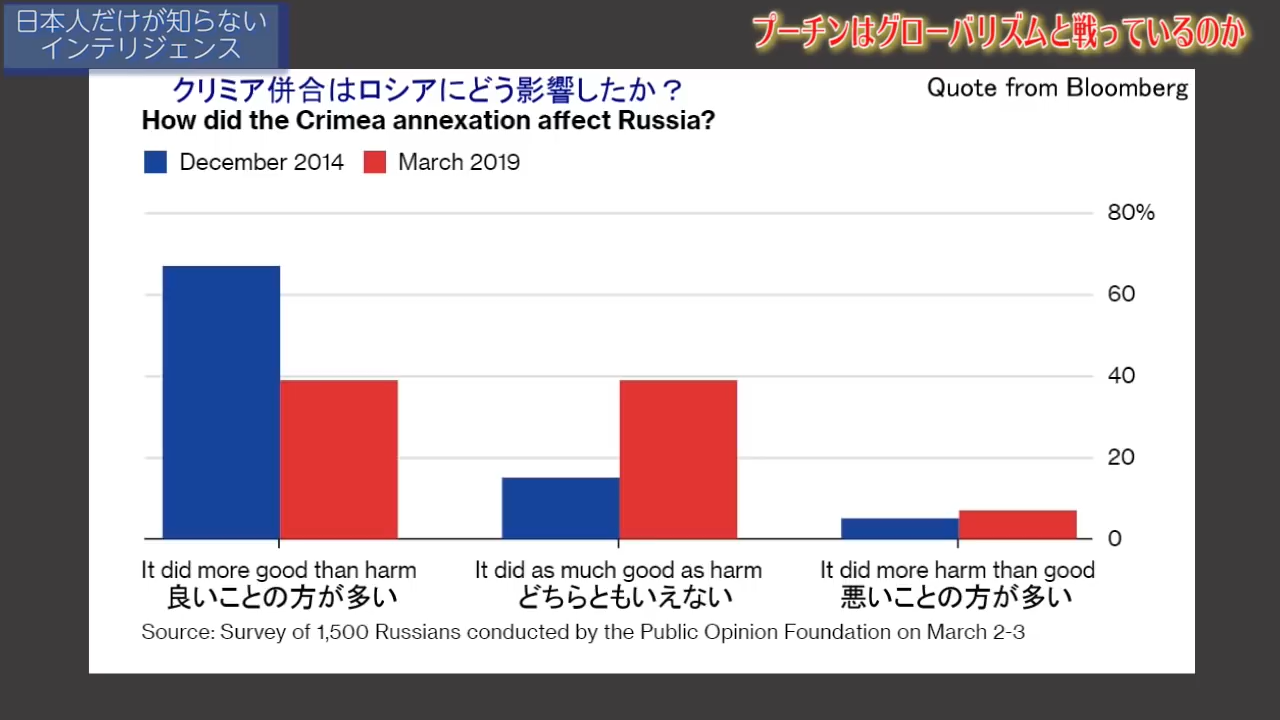 日本人だけが知らない
インテリジェンス
プーチンはグローバリズムと戦っているのか
クリミア併合はロシアにどう影響したか？
Quote from Bloomberg
How did the Crimea annexation affect Russia?
December 2014 March 2019
80%
60
40
20
0
It did more good than harm It did as much good as harm It did more harm than good
良いことの方が多い どちらともいえない 悪いことの方が多い
Source: Survey of 1,500 Russians conducted by the Public Opinion Foundation on March 2-3